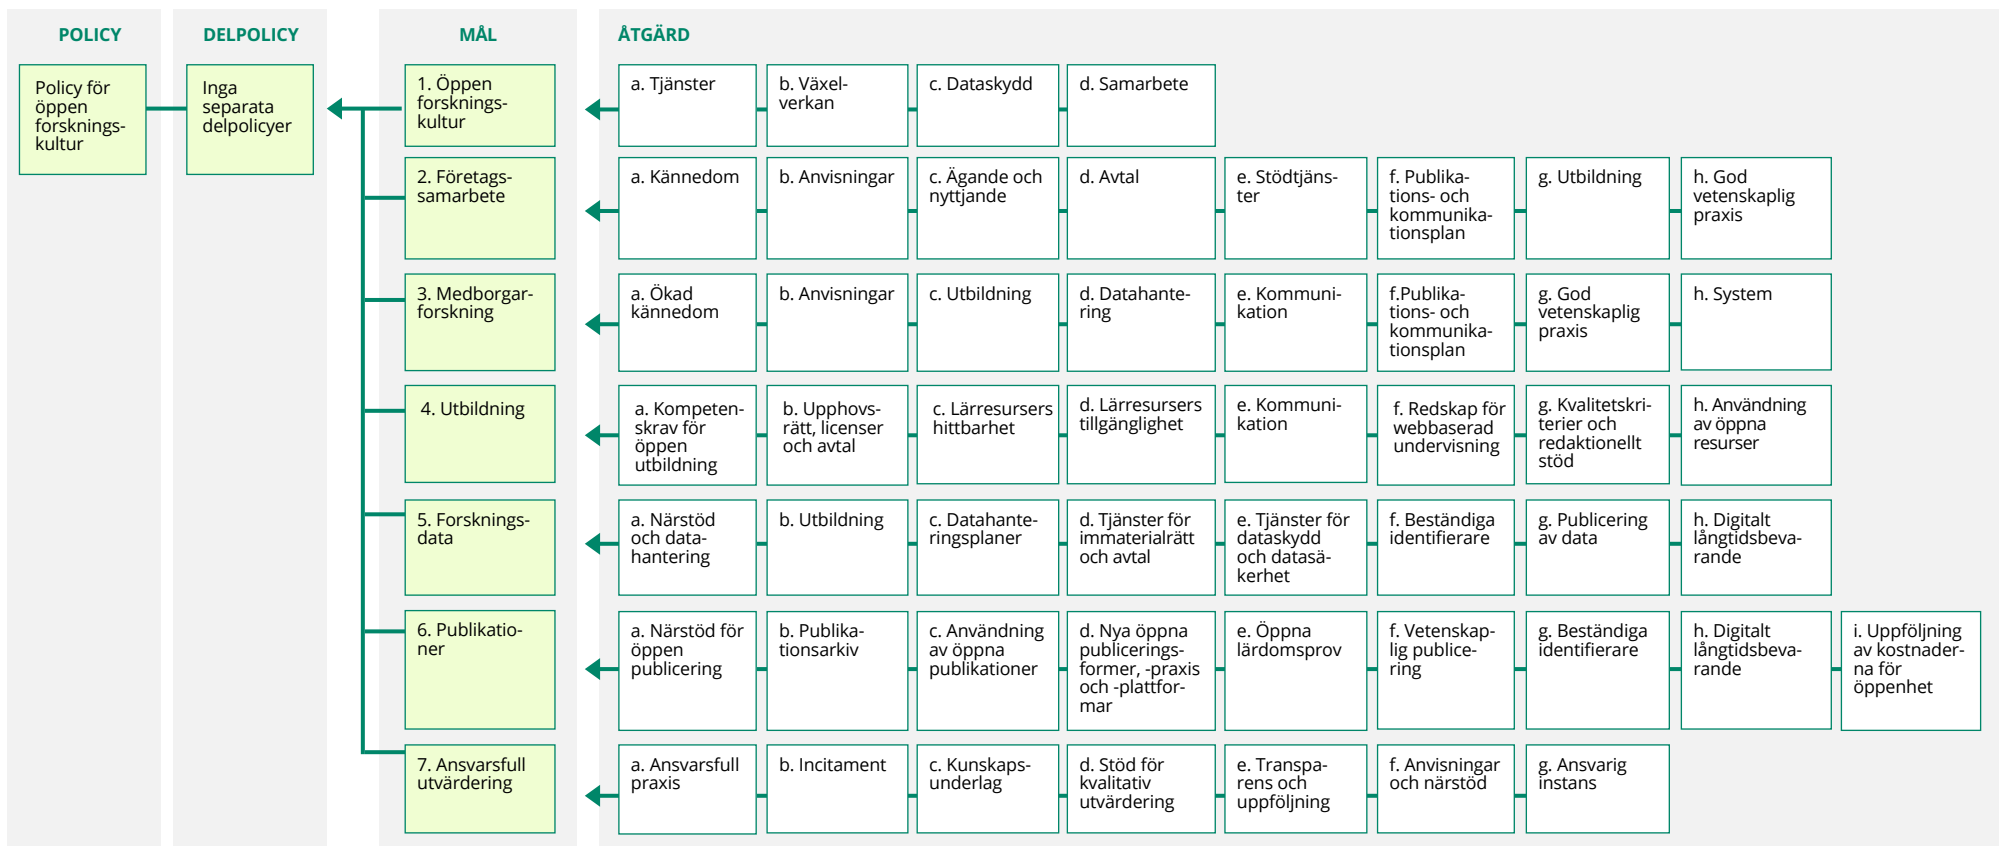 POLICY
DELPOLICY
MÅL
ÅTGÄRD
Policy för
öppen
forsknings-
kultur
Inga
separata
delpolicyer
1. Öppen
forsknings-
kultur
a. Tjänster
b. Växel-
verkan
c. Dataskydd
d. Samarbete
2. Företags-
samarbete
a. Kännedom
b. Anvisningar
c. Ägande och
nyttjande
d. Avtal
e. Stödtjäns-
ter
f. Publika-
tions- och
kommunika-
tionsplan
g. Utbildning
h. God
vetenskaplig
praxis
3. Medborgar-
forskning
a. Ökad
kännedom
b. Anvisningar
c. Utbildning
d. Datahante-
ring
e. Kommuni-
kation
f.Publika-
tions- och
kommunika-
tionsplan
g. God
vetenskaplig
praxis
h. System
4. Utbildning
a. Kompeten-
skrav för
öppen
utbildning
b. Upphovs-
rätt, licenser
och avtal
c. Lärresursers
hittbarhet
d. Lärresursers
tillgänglighet
e. Kommuni-
kation
f. Redskap för
webbaserad
undervisning
g. Kvalitetskri-
terier och
redaktionellt
stöd
h. Användning
av öppna
resurser
5. Forsknings-
data
a. Närstöd
och data-
hantering
b. Utbildning
c. Datahante-
ringsplaner
d. Tjänster för
immaterialrätt
och avtal
e. Tjänster för
dataskydd
och datasä-
kerhet
f. Beständiga
identifierare
g. Publicering
av data
h. Digitalt
långtidsbeva-
rande
6. Publikatio-
ner
a. Närstöd för
öppen
publicering
b. Publika-
tionsarkiv
c. Användning
av öppna
publikationer
d. Nya öppna
publicerings-
former, -praxis
och -plattfor-
mar
e. Öppna
lärdomsprov
f. Vetenskap-
lig publice-
ring
g. Beständiga
identifierare
h. Digitalt
långtidsbeva-
rande
i. Uppföljning
av kostnader-
na för
öppenhet
7. Ansvarsfull
utvärdering
a. Ansvarsfull
praxis
b. Incitament
c. Kunskaps-
underlag
d. Stöd för
kvalitativ
utvärdering
e. Transpa-
rens och
uppföljning
f. Anvisningar
och närstöd
g. Ansvarig
instans